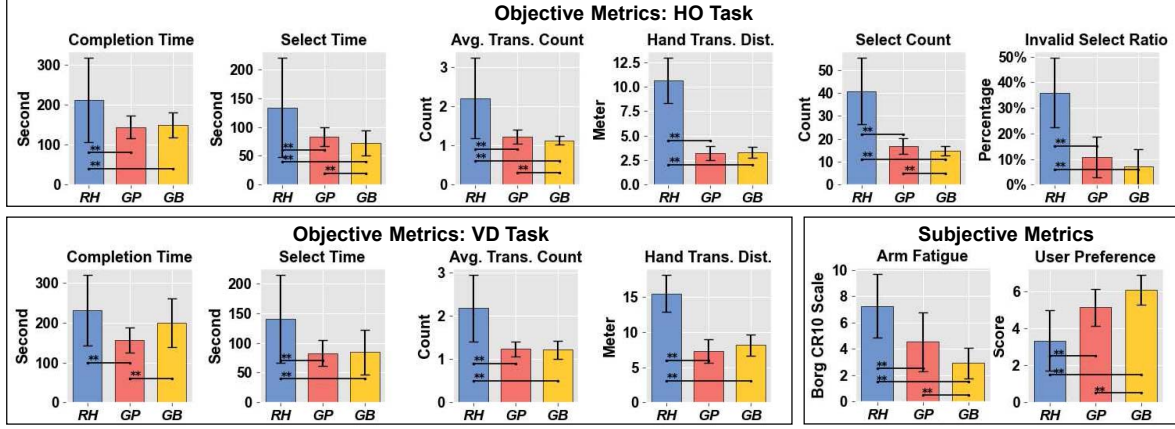 Objective Metrics: HO Task
Completion Time
Second
300
200
100
0
**
**
RH GP GB
Select Time
Second
200
150
100
50
0
**
**
**
RH GP GB
Avg. Trans. Count
Count
3
2
1
0
**
**
**
RH GP GB
Hand Trans. Dist.
Meter
12.5
10.0
7.5
5.0
2.5
0.0
**
**
RH GP GB
Select Count
Count
50
40
30
20
10
0
**
**
**
RH GP GB
Invalid Select Ratio
Percentage
50%
40%
30%
20%
10%
0%
**
**
RH GP GB
Objective Metrics: VD Task
Completion Time
Second
300
200
100
0
**
**
RH GP GB
Select Time
Second
200
150
100
50
0
**
**
RH GP GB
Avg. Trans. Count
Count
3
2
1
0
**
**
RH GP GB
Hand Trans. Dist.
Meter
15
10
5
0
**
**
RH GP GB
Subjective Metrics
Arm Fatigue
Borg CR10 Scale
10
8
6
4
2
0
**
**
**
RH GP GB
User Preference
Score
6
4
2
0
**
**
**
RH GP GB